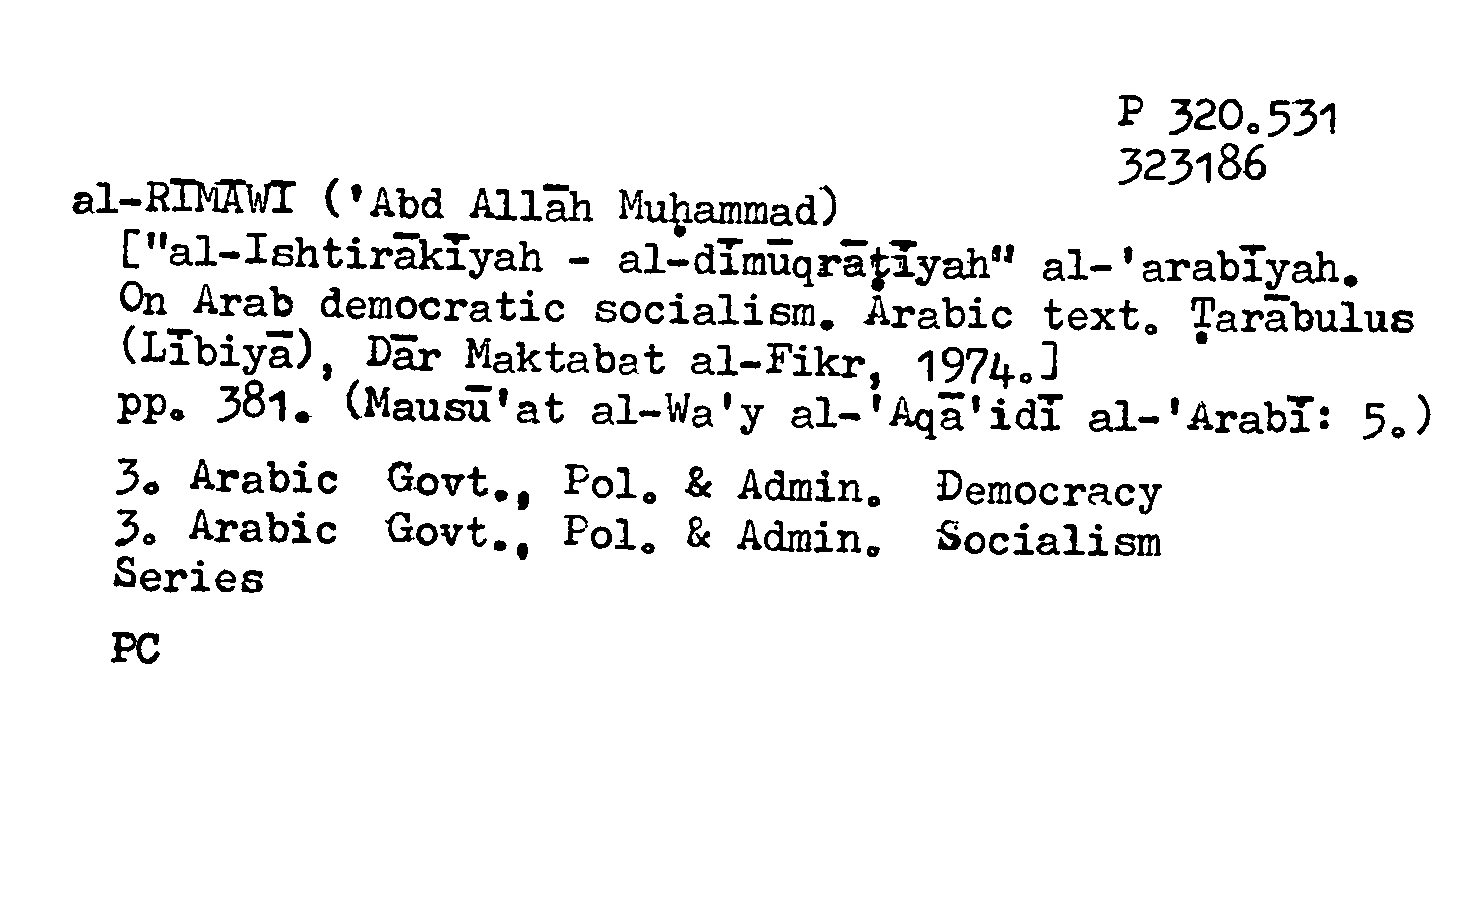 P 320.531
323186
al-RĪMĀWĪ ('Abd Allāh Muḥammad)
["al-Ishtirākīyah - al-dīmūqrāṭīyah" al-'arabīyah.
On Arab democratic socialism. Arabic text. Ṭarābulus
(Lībiyā), Dār Maktabat al-Fikr, 1974.]
pp. 381. (Mausū'at al-Wa'y al-'Aqā'idī al-'Arabī: 5.)
3. Arabic Govt., Pol. & Admin. Democracy
3. Arabic Govt., Pol. & Admin. Socialism
Series
PC